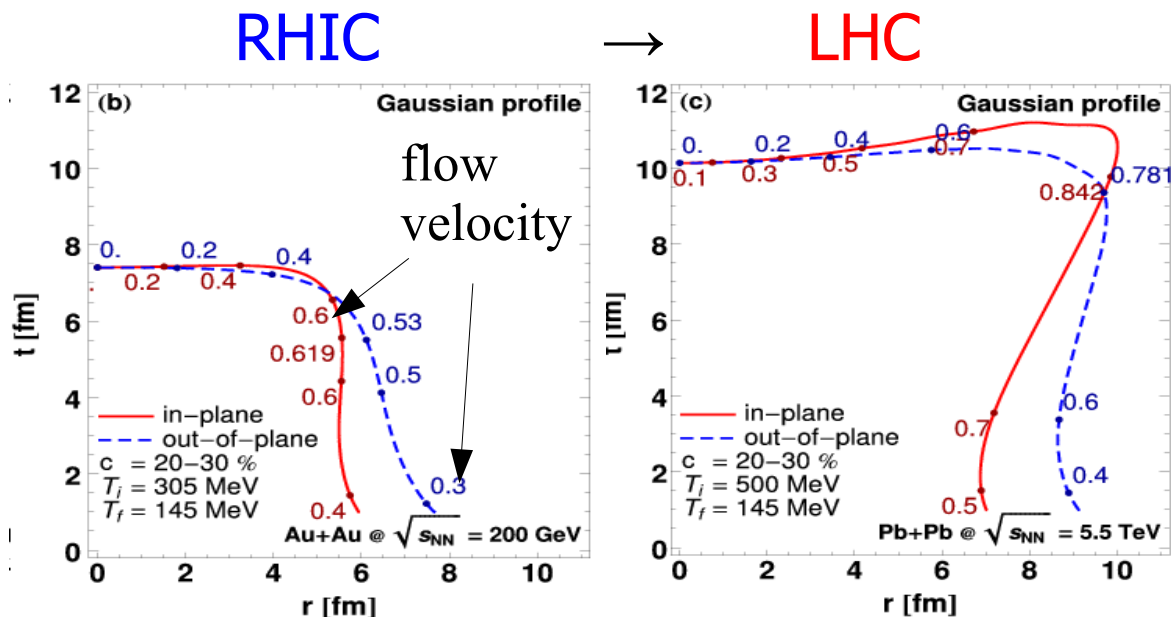 RHIC → LHC
(b) Gaussian profile
12
10
8
6
4
2
0
t [fm]
0. 0.2 0.4
0.2 0.4
0.6
0.53
0.619
0.5
0.6
0.3
0.4
flow
velocity
in-plane
out-of-plane
c = 20-30 %
Ti = 305 MeV
Tf = 145 MeV
Au+Au @ √sNN = 200 GeV
0 2 4 6 8 10
r [fm]
(c) Gaussian profile
12
10
8
6
4
2
0
[fm]
0. 0.2 0.4 0.6
0.1 0.3 0.5 0.7
0.781
0.842
0.6
0.7
0.4
0.5
in-plane
out-of-plane
c = 20-30 %
Ti = 500 MeV
Tf = 145 MeV
Pb+Pb @ √sNN = 5.5 TeV
0 2 4 6 8 10
r [fm]